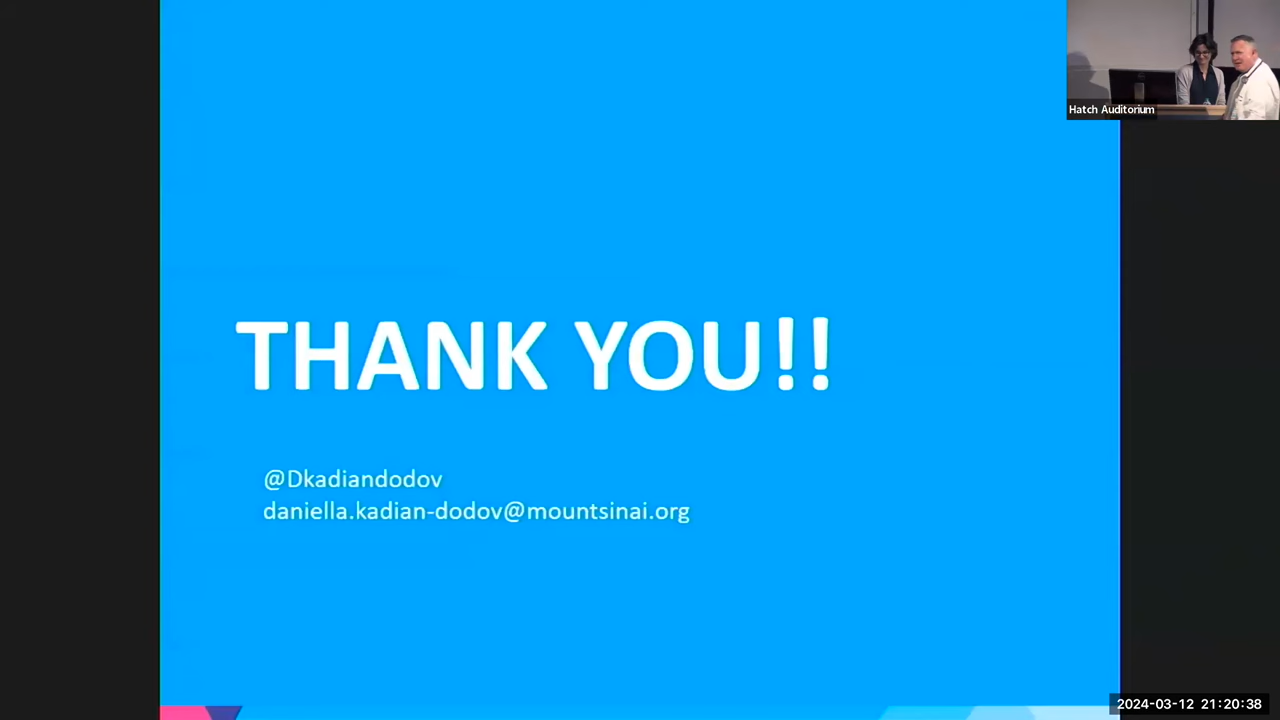 Hatch Auditorium
THANK YOU!!
@Dkadiandodov
daniella.kadian-dodov@mountsinai.org
2024-03-12 21:20:38